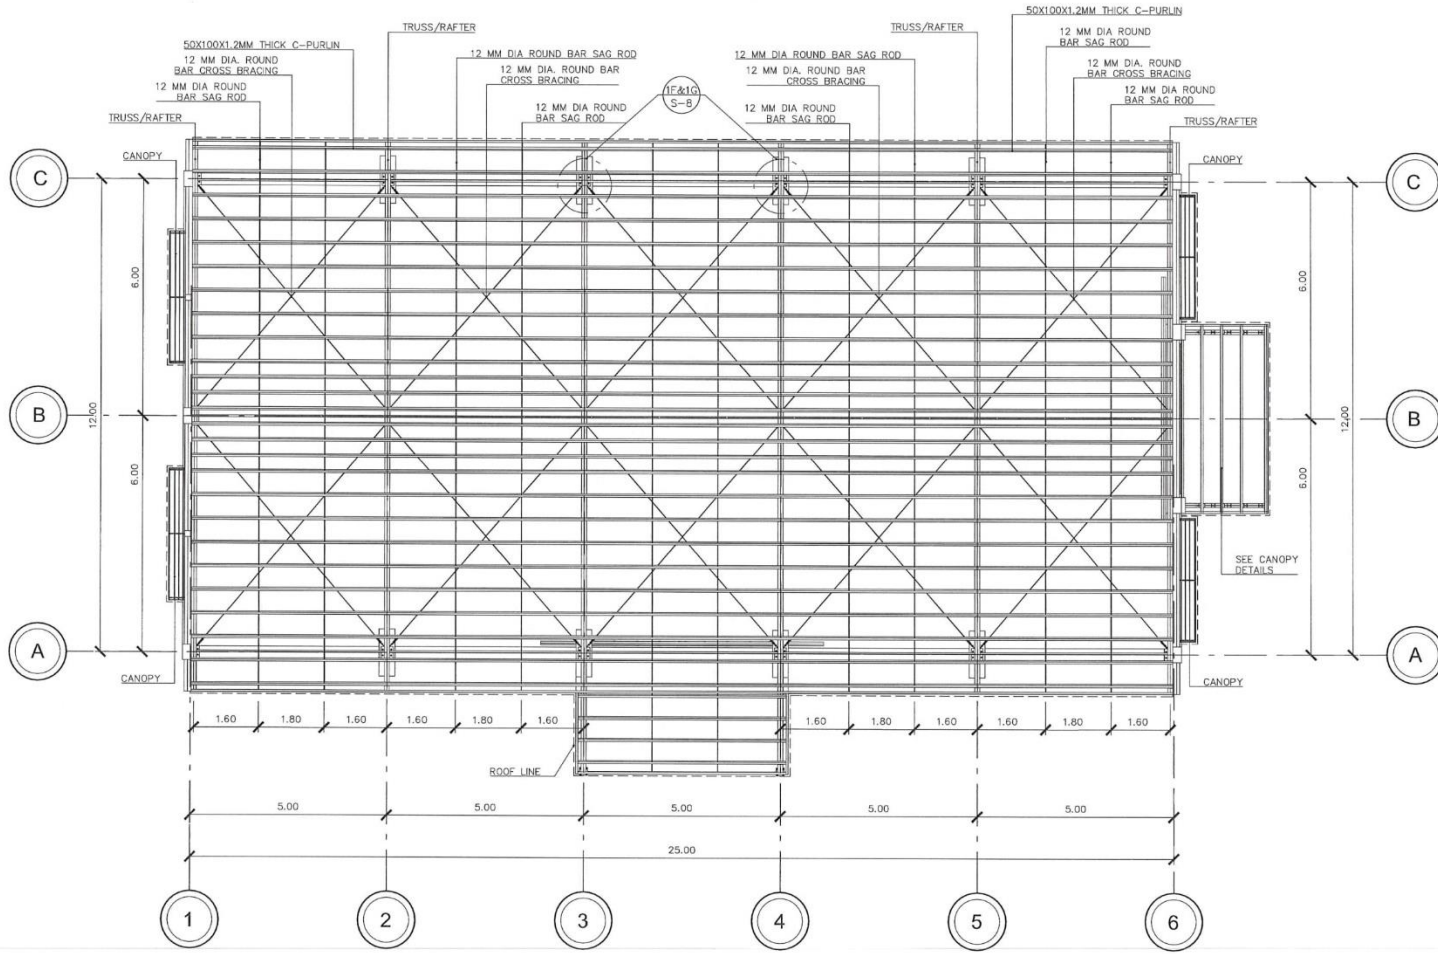 50X100X1.2MM THICK C-PURLIN
TRUSS/RAFTER
TRUSS/RAFTER
12 MM DIA ROUND
BAR SAG ROD
50X100X1.2MM THICK C-PURLIN
12 MM DIA ROUND BAR SAG ROD
12 MM DIA ROUND BAR SAG ROD
12 MM DIA. ROUND
BAR CROSS BRACING
12 MM DIA. ROUND BAR
CROSS BRACING
12 MM DIA. ROUND BAR
CROSS BRACING
12 MM DIA. ROUND
BAR CROSS BRACING
12 MM DIA ROUND
BAR SAG ROD
1F&1G
S-8
12 MM DIA ROUND
BAR SAG ROD
12 MM DIA ROUND
BAR SAG ROD
12 MM DIA ROUND
BAR SAG ROD
TRUSS/RAFTER
TRUSS/RAFTER
CANOPY
CANOPY
C
C
6.00
6.00
12.00
12.00
B
B
6.00
6.00
SEE CANOPY
DETAILS
A
A
CANOPY
CANOPY
1.60 1.80 1.60 1.60 1.80 1.60 1.60 1.80 1.60 1.60 1.80 1.60
ROOF LINE
5.00 5.00 5.00 5.00 5.00
25.00
1 2 3 4 5 6